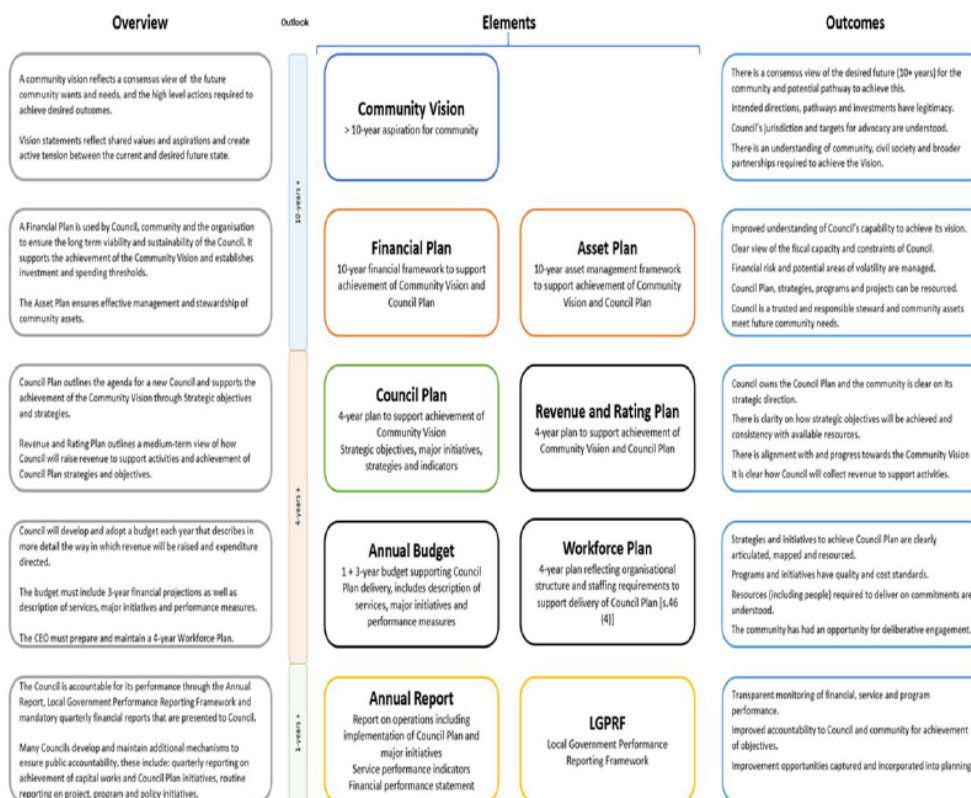 Overview
Outlook
Elements
Outcomes
A community vision reflects a consensus view of the future
community wants and needs, and the high level actions required to
achieve desired outcomes.
Vision statements reflect shared values and aspirations and create
active tension between the current and desired future state.
10-years +
Community Vision
> 10-year aspiration for community
There is a consensus view of the desired future (10+ years) for the
community and potential pathway to achieve this.
Intended directions, pathways and investments have legitimacy.
Council's jurisdiction and targets for advocacy are understood.
There is an understanding of community, civil society and broader
partnerships required to achieve the Vision.
A Financial Plan is used by Council, community and the organisation
to ensure the long term viability and sustainability of the Council. It
supports the achievement of the Community Vision and establishes
investment and spending thresholds.
The Asset Plan ensures effective management and stewardship of
community assets.
Financial Plan
10-year financial framework to support
achievement of Community Vision and
Council Plan
Asset Plan
10-year asset management framework
to support achievement of Community
Vision and Council Plan
Improved understanding of Council's capability to achieve its vision.
Clear view of the fiscal capacity and constraints of Council.
Financial risk and potential areas of volatility are managed.
Council Plan, strategies, programs and projects can be resourced.
Council is a trusted and responsible steward and community assets
meet future community needs.
Council Plan outlines the agenda for a new Council and supports the
achievement of the Community Vision through Strategic objectives
and strategies.
Revenue and Rating Plan outlines a medium-term view of how
Council will raise revenue to support activities and achievement of
Council Plan strategies and objectives.
4-years +
Council Plan
4-year plan to support achievement of
Community Vision
Strategic objectives, major initiatives,
strategies and indicators
Revenue and Rating Plan
4-year plan to support achievement of
Community Vision and Council Plan
Council owns the Council Plan and the community is clear on its
strategic direction.
There is clarity on how strategic objectives will be achieved and
consistency with available resources.
There is alignment with and progress towards the Community Vision
It is clear how Council will collect revenue to support activities.
Council will develop and adopt a budget each year that describes in
more detail the way in which revenue will be raised and expenditure
directed.
The budget must include 3-year financial projections as well as
description of services, major initiatives and performance measures.
The CEO must prepare and maintain a 4-year Workforce Plan.
Annual Budget
1 + 3-year budget supporting Council
Plan delivery, includes description of
services, major initiatives and
performance measures
Workforce Plan
4-year plan reflecting organisational
structure and staffing requirements to
support delivery of Council Plan [s.46
(4)]
Strategies and initiatives to achieve Council Plan are clearly
articulated, mapped and resourced.
Programs and initiatives have quality and cost standards.
Resources (including people) required to deliver on commitments are
understood.
The community has had an opportunity for deliberative engagement.
The Council is accountable for its performance through the Annual
Report, Local Government Performance Reporting Framework and
mandatory quarterly financial reports that are presented to Council.
Many Councils develop and maintain additional mechanisms to
ensure public accountability, these include: quarterly reporting on
achievement of capital works and Council Plan initiatives, routine
reporting on project, program and policy initiatives.
1-years +
Annual Report
Report on operations including
implementation of Council Plan and
major initiatives
Service performance indicators
Financial performance statement
LGPRF
Local Government Performance
Reporting Framework
Transparent monitoring of financial, service and program
performance.
Improved accountability to Council and community for achievement
of objectives.
Improvement opportunities captured and incorporated into planning